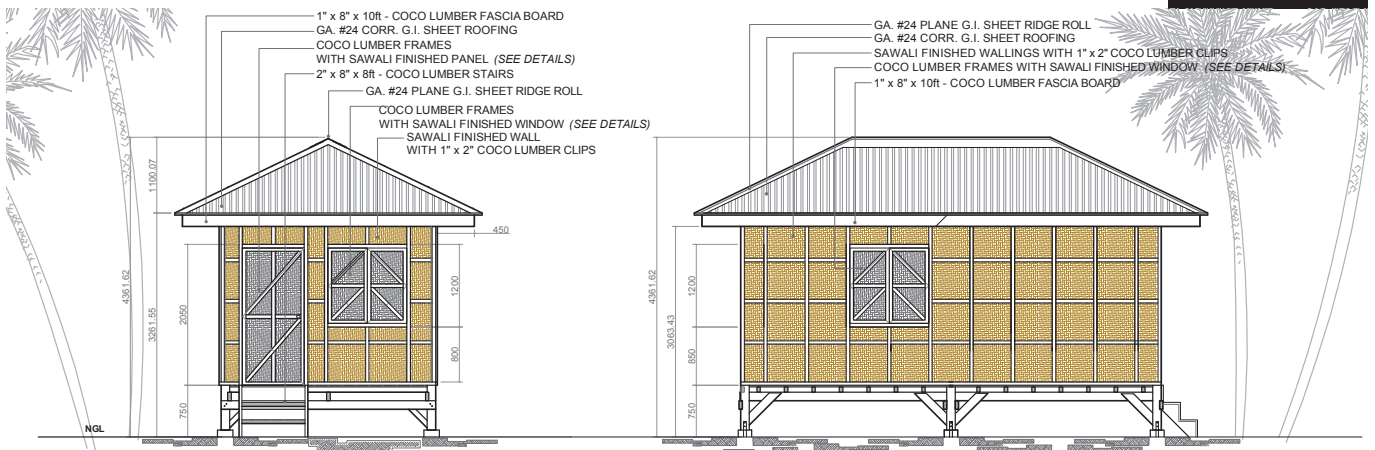 1" x 8" x 10ft - COCO LUMBER FASCIA BOARD
GA. #24 CORR. G.I. SHEET ROOFING
COCO LUMBER FRAMES
WITH SAWALI FINISHED PANEL (SEE DETAILS)
2" x 8" x 8ft - COCO LUMBER STAIRS
GA. #24 PLANE G.I. SHEET RIDGE ROLL
COCO LUMBER FRAMES
WITH SAWALI FINISHED WINDOW (SEE DETAILS)
SAWALI FINISHED WALL
WITH 1" x 2" COCO LUMBER CLIPS
1100.07
450
4361.62
3261.55
2050
1200
800
750
NGL
GA. #24 PLANE G.I. SHEET RIDGE ROLL
GA. #24 CORR. G.I. SHEET ROOFING
SAWALI FINISHED WALLINGS WITH 1" x 2" COCO LUMBER CLIPS
COCO LUMBER FRAMES WITH SAWALI FINISHED WINDOW (SEE DETAILS)
1" x 8" x 10ft - COCO LUMBER FASCIA BOARD
4361.62
3063.43
1200
850
750